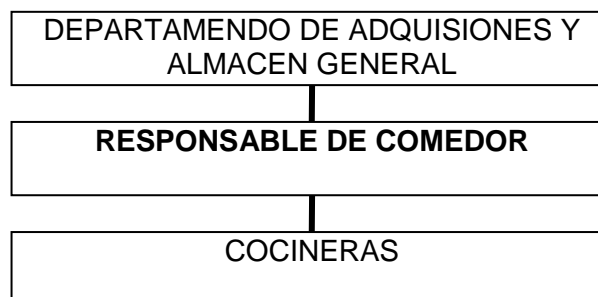 DEPARTAMENDO DE ADQUISIONES Y
ALMACEN GENERAL
RESPONSABLE DE COMEDOR
COCINERAS